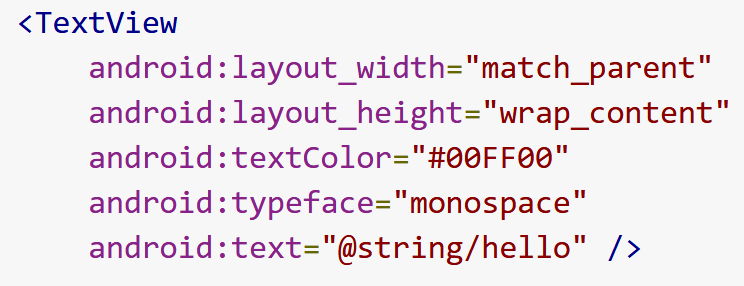 <TextView
android:layout_width="match_parent"
android:layout_height="wrap_content"
android:textColor="#00FF00"
android:typeface="monospace"
android:text="@string/hello" />